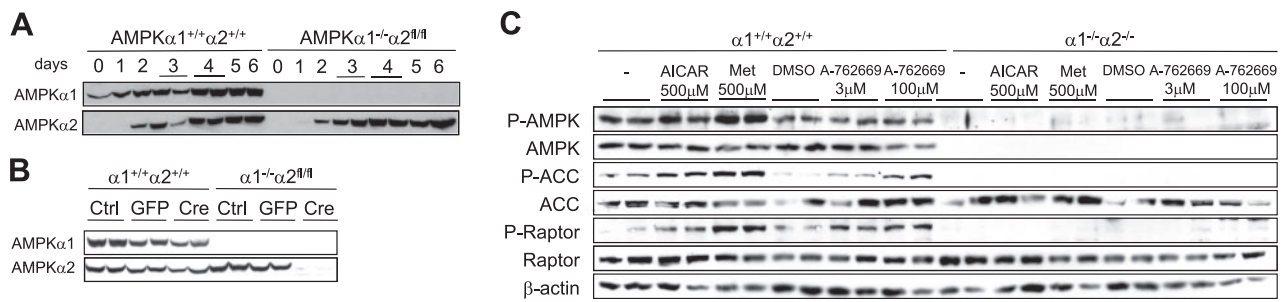 A
AMPKα1+/+α2+/+ AMPKα1-/-α2fl/fl
days 0 1 2 3 4 5 6 0 1 2 3 4 5 6
AMPKα1
AMPKα2
B
α1+/+α2+/+ α1-/-α2fl/fl
Ctrl GFP Cre Ctrl GFP Cre
AMPKα1
AMPKα2
C
α1+/+α2+/+ α1-/-α2-/-
- AICAR Met DMSO A-762669 A-762669 - AICAR Met DMSO A-762669 A-762669
500μM 500μM 3μM 100μM 500μM 500μM 3μM 100μM
P-AMPK
AMPK
P-ACC
ACC
P-Raptor
Raptor
β-actin